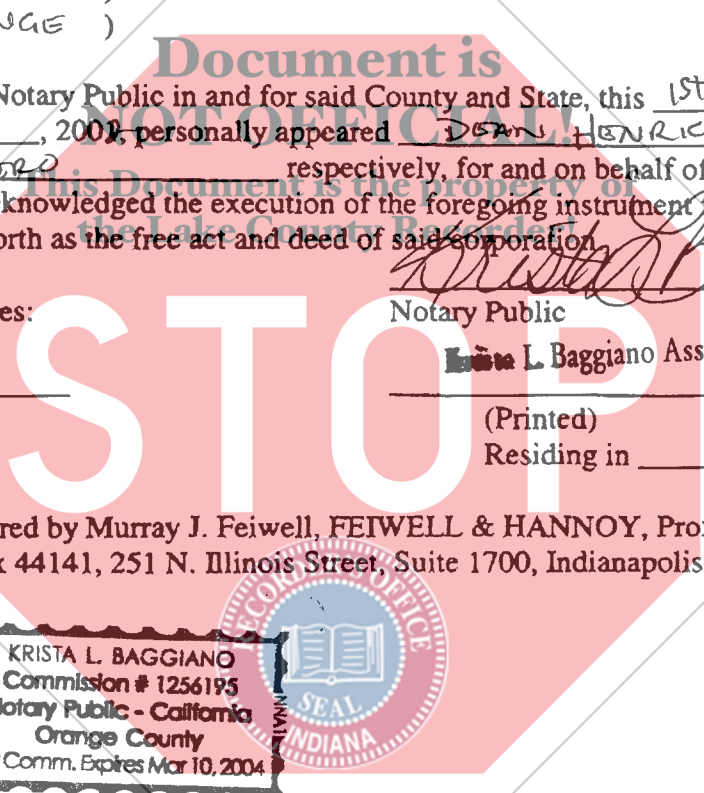 NGE )
Document is
Notary Public in and for said County and State, this 1st
NOT OFFICIAL!
, 2002, personally appeared DEAN HENRIC
ERO respectively, for and on behalf of
This Document is the property of
knowledged the execution of the foregoing instrument
the Lake County Recorder!
orth as the free act and deed of said corporation
STOP
es:
Notary Public
L. Baggiano Ass
(Printed)
Residing in
red by Murray J. Feiwell, FEIWELL & HANNOY, Pro
x 44141, 251 N. Illinois Street, Suite 1700, Indianapolis
RECORDER'S OFFICE
SEAL
INDIANA
KRISTA L. BAGGIANO
Commission # 1256195
Notary Public - California
Orange County
Comm. Expires Mar 10, 2004